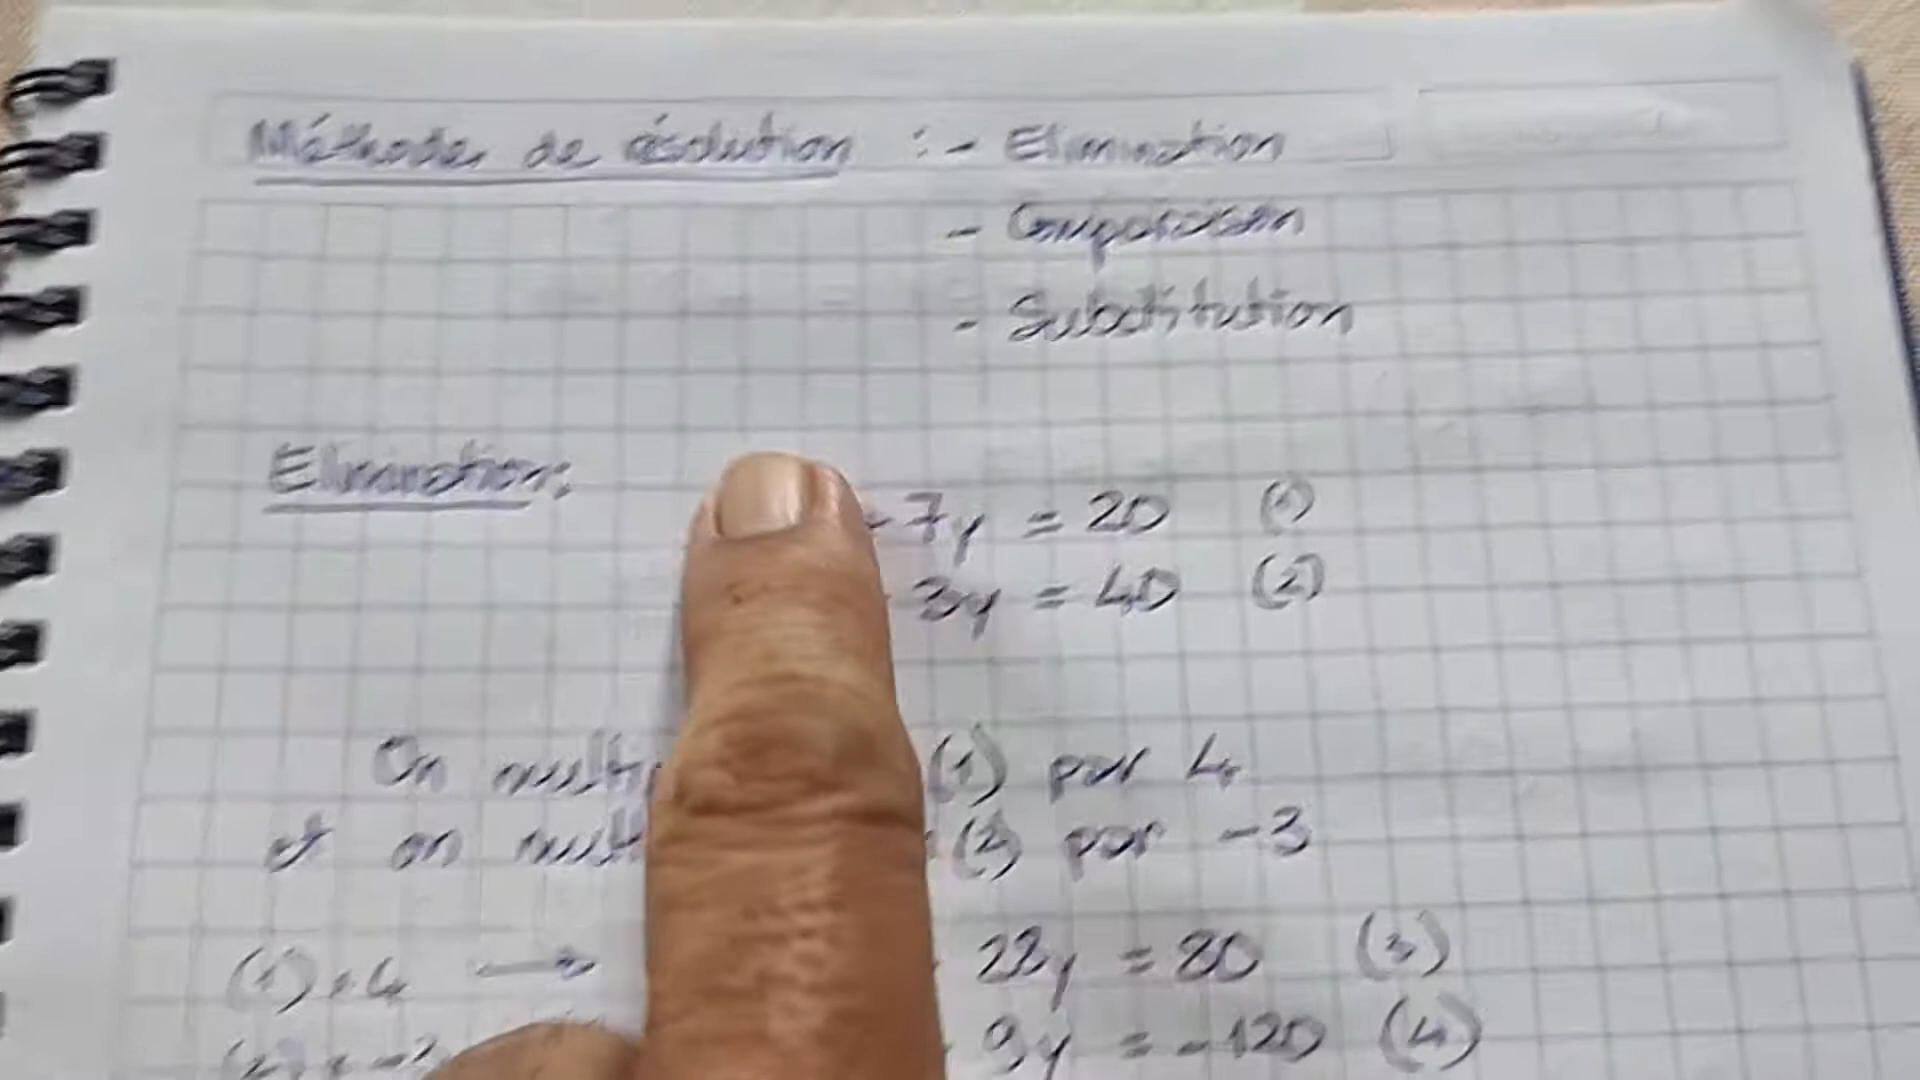 Méthodes de résolution : - Elimination
- Comparaison
- Substitution
Elimination:
- 7y = 20 (1)
3y = 40 (2)
On (1) par 4
et on (2) par -3
(1) × 4 →
28y = 80 (3)
9y = -120 (4)